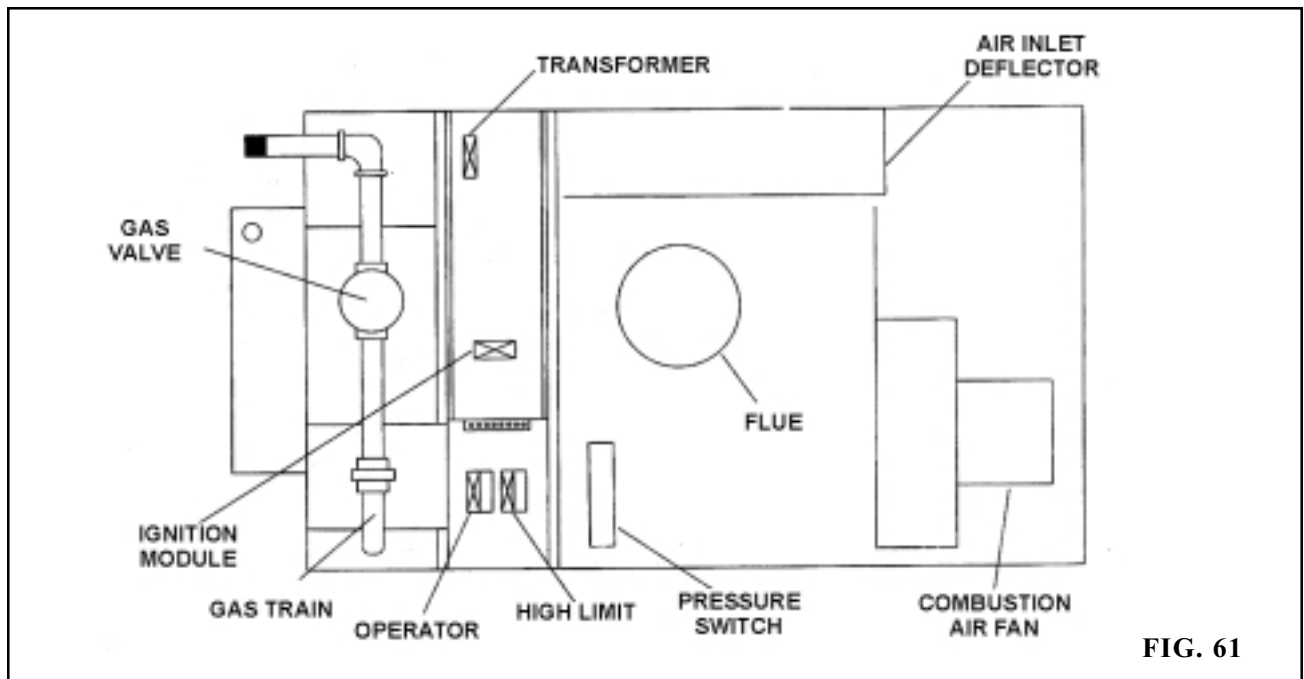 TRANSFORMER
AIR INLET
DEFLECTOR
GAS
VALVE
FLUE
IGNITION
MODULE
GAS TRAIN
OPERATOR
HIGH LIMIT
PRESSURE
SWITCH
COMBUSTION
AIR FAN
FIG. 61